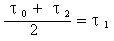 τ₀ + τ₂
2
= τ₁